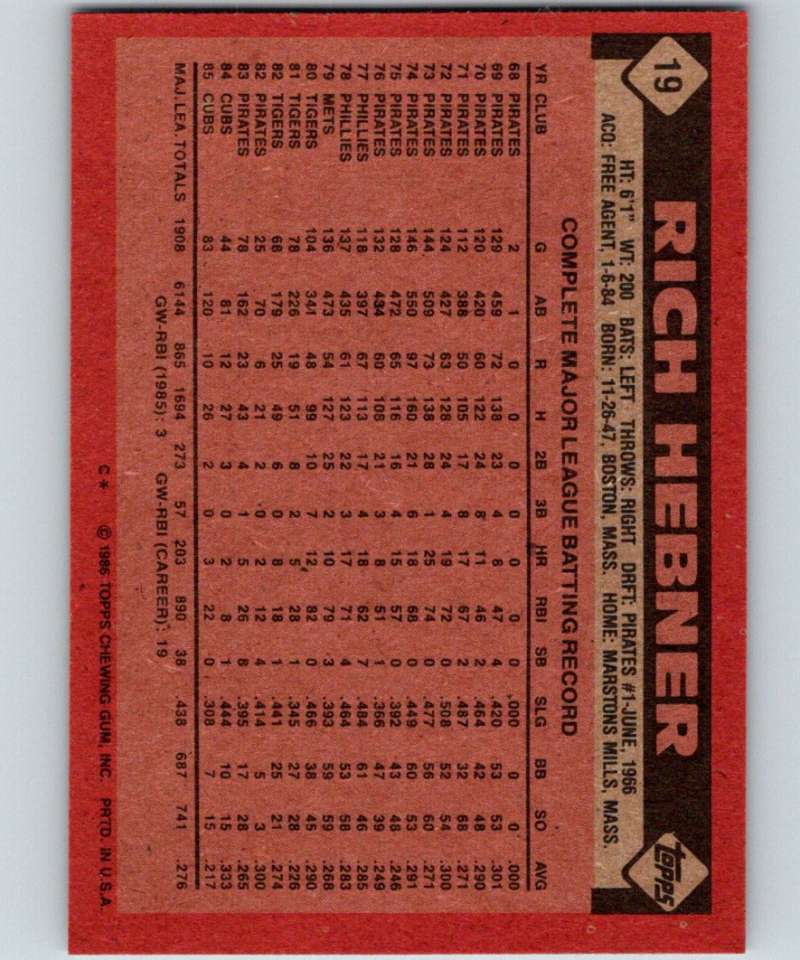 19
RICH HEBNER
topps
HT: 6'1" WT: 200 BATS: LEFT THROWS: RIGHT DRFT: PIRATES #1-JUNE, 1966
ACQ: FREE AGENT, 1-6-84 BORN: 11-26-47, BOSTON, MASS. HOME: MARSTONS MILLS, MASS.
COMPLETE MAJOR LEAGUE BATTING RECORD
YR CLUB G AB R H 2B 3B HR RBI SB SLG BB SO AVG
68 PIRATES 2 1 0 0 0 0 0 0 0 .000 0 0 .000
69 PIRATES 129 459 72 138 23 4 8 47 4 .420 53 53 .301
70 PIRATES 120 420 60 122 24 8 11 46 2 .464 42 48 .290
71 PIRATES 112 388 50 105 17 8 17 67 2 .487 32 68 .271
72 PIRATES 124 427 63 128 24 4 19 72 0 .508 52 54 .300
73 PIRATES 144 509 73 138 28 1 25 74 0 .477 56 60 .271
74 PIRATES 146 550 97 160 21 6 18 68 0 .449 60 53 .291
75 PIRATES 128 472 65 116 16 4 15 57 0 .392 43 48 .246
76 PIRATES 132 434 60 108 21 3 8 51 1 .366 47 39 .249
77 PHILLIES 118 397 67 113 17 4 18 62 7 .484 61 46 .285
78 PHILLIES 137 435 61 123 22 3 17 71 4 .464 53 58 .283
79 METS 136 473 54 127 25 2 10 79 3 .393 59 59 .268
80 TIGERS 104 341 48 99 10 7 12 82 0 .466 38 45 .290
81 TIGERS 78 226 19 51 8 2 5 28 1 .345 27 28 .226
82 TIGERS 68 179 25 49 6 0 8 18 1 .441 25 21 .274
82 PIRATES 25 70 6 21 2 0 2 12 4 .414 5 3 .300
83 PIRATES 78 162 23 43 4 1 5 26 8 .395 17 28 .265
84 CUBS 44 81 12 27 3 0 2 8 1 .444 10 15 .333
85 CUBS 83 120 10 26 2 0 3 22 0 .308 7 15 .217
MAJ. LEA TOTALS 1908 6144 865 1694 273 57 203 890 38 .438 687 741 .276
GW-RBI (1985): 3 GW-RBI (CAREER): 19
C* © 1986 TOPPS CHEWING GUM, INC. PRTD. IN U.S.A.